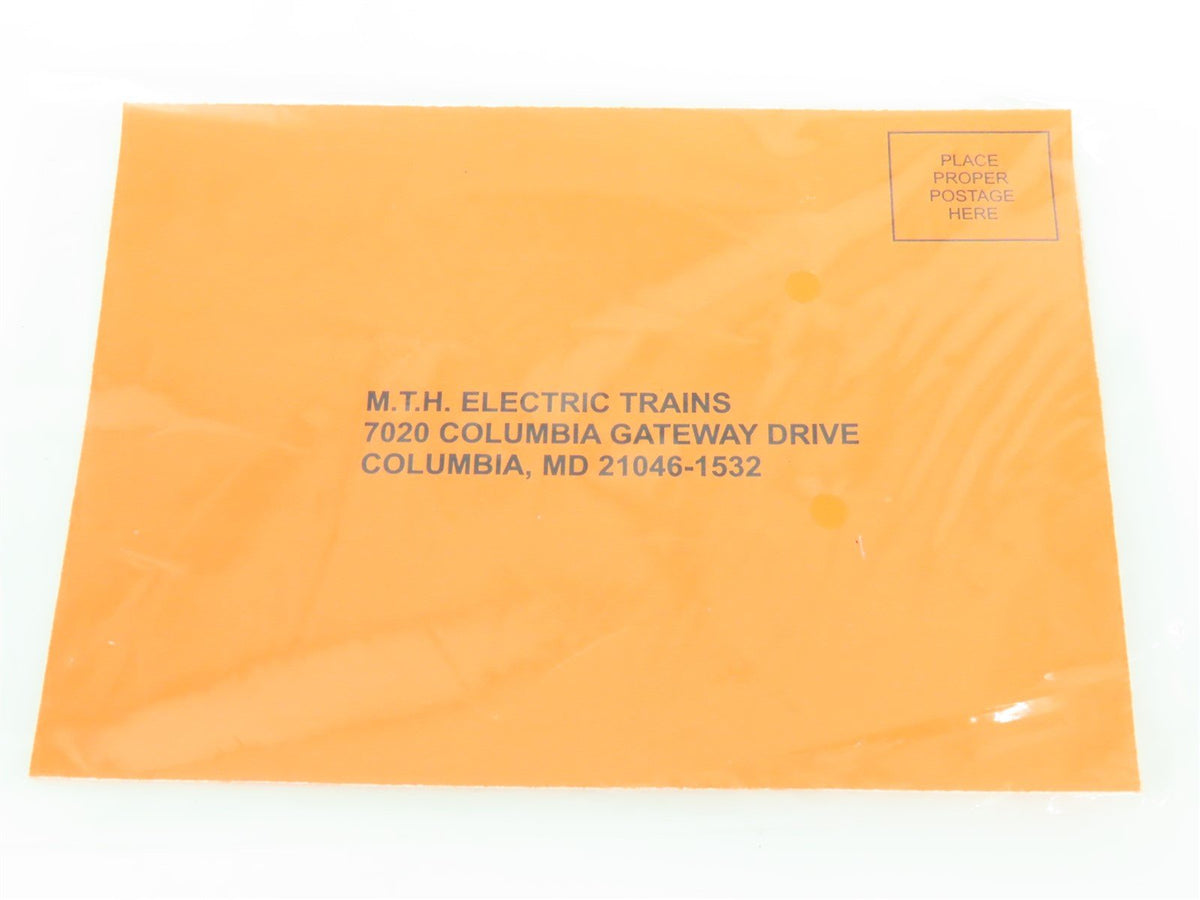 PLACE
PROPER
POSTAGE
HERE
M.T.H. ELECTRIC TRAINS
7020 COLUMBIA GATEWAY DRIVE
COLUMBIA, MD 21046-1532